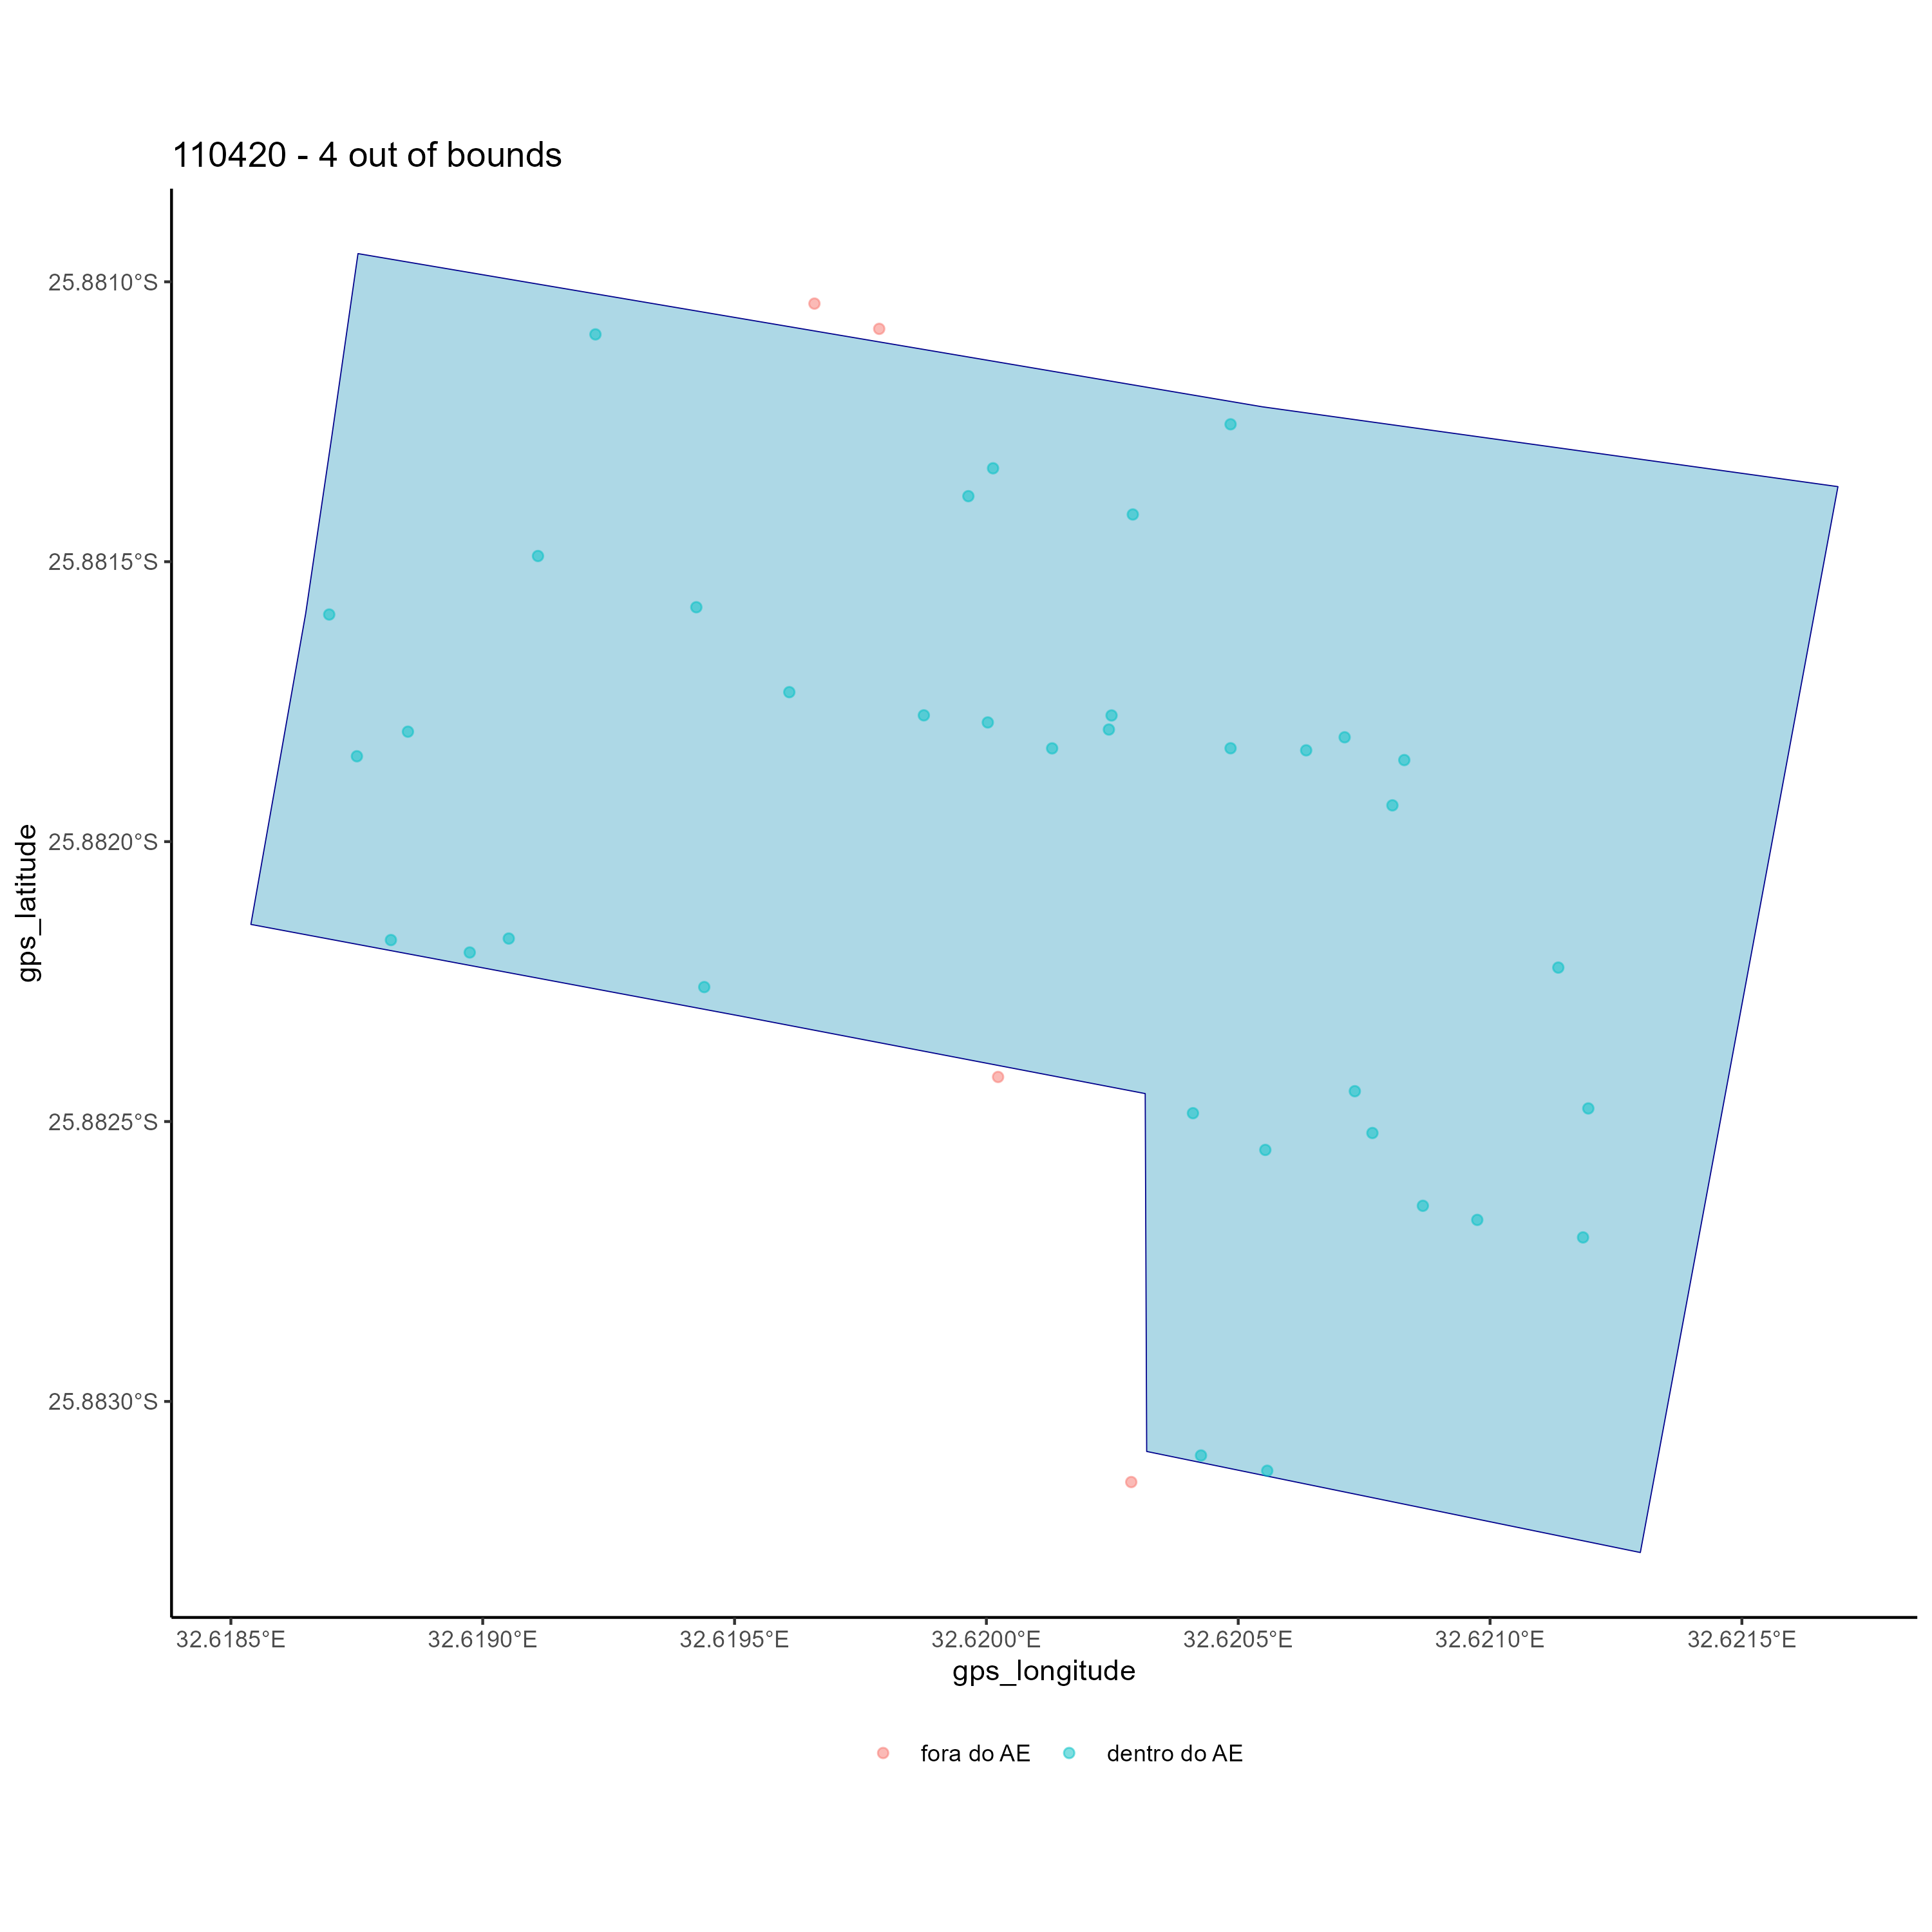 110420 - 4 out of bounds
25.8810°S
25.8815°S
25.8820°S
25.8825°S
25.8830°S
gps_latitude
32.6185°E 32.6190°E 32.6195°E 32.6200°E 32.6205°E 32.6210°E 32.6215°E
gps_longitude
fora do AE dentro do AE